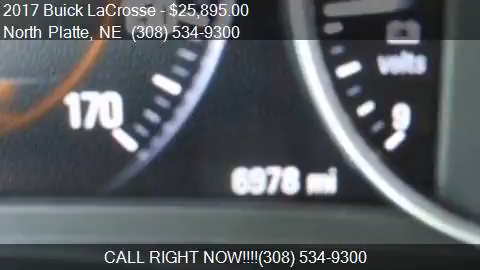 2017 Buick LaCrosse - $25,895.00
North Platte, NE  (308) 534-9300
volts
170
9
6978 mi
CALL RIGHT NOW!!!!(308) 534-9300